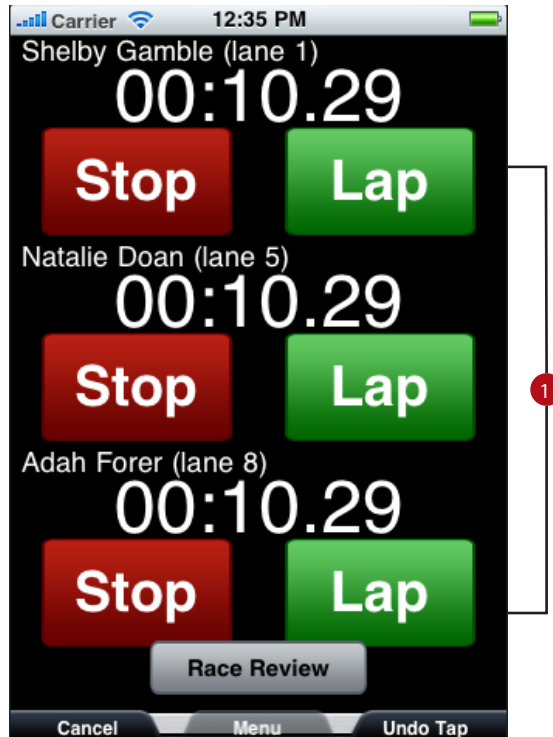 Carrier 12:35 PM
Shelby Gamble (lane 1)
00:10.29
Stop Lap
Natalie Doan (lane 5)
00:10.29
Stop Lap
1
Adah Forer (lane 8)
00:10.29
Stop Lap
Race Review
Cancel Menu Undo Tap